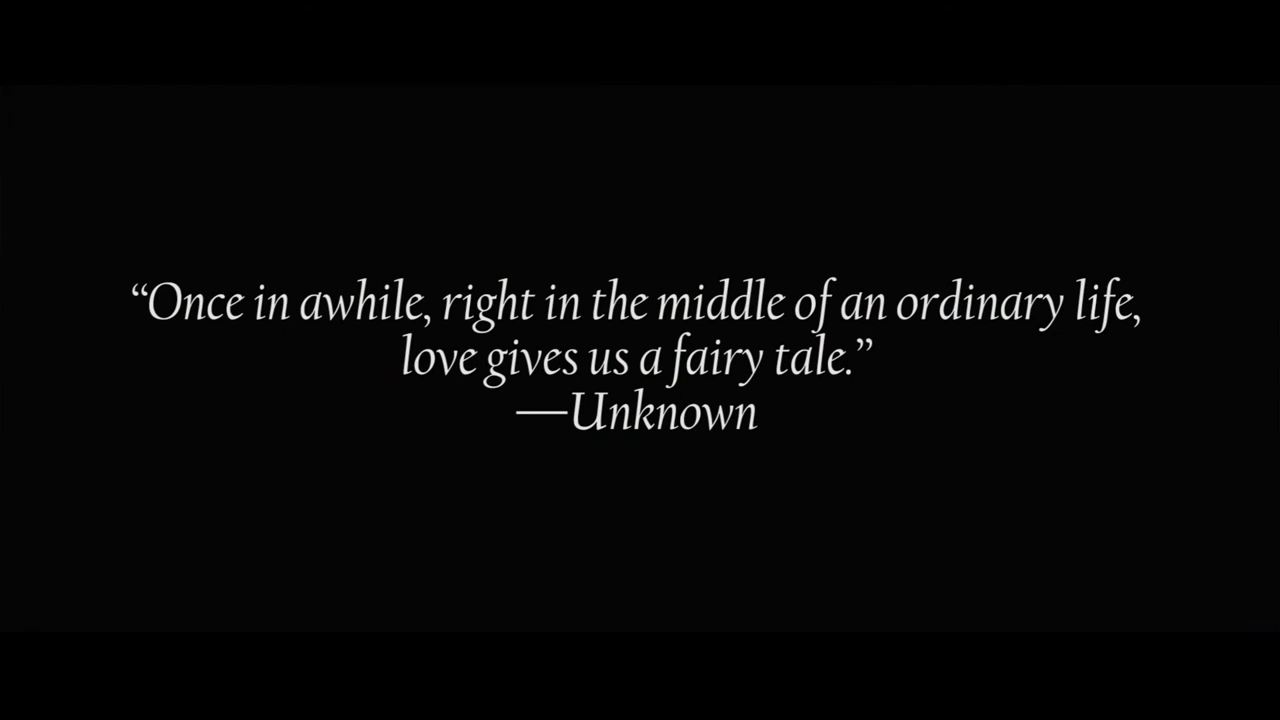 “Once in awhile, right in the middle of an ordinary life,
love gives us a fairy tale.”
—Unknown